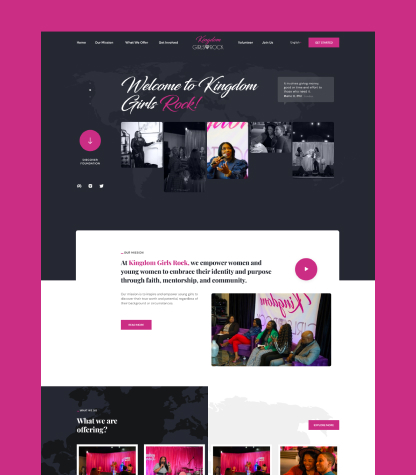 Home Our Mission What We Offer Get Involved
Kingdom
GIRLS ROCK
Volunteer Join Us English GET STARTED
Welcome to Kingdom
Girls Rock!
DISCOVER
FOUNDATION
OUR MISSION
At Kingdom Girls Rock, we empower women and
young women to embrace their identity and purpose
through faith, mentorship, and community.
READ MORE
Kingdom
WHAT WE DO
What we are
offering?
EXPLORE MORE